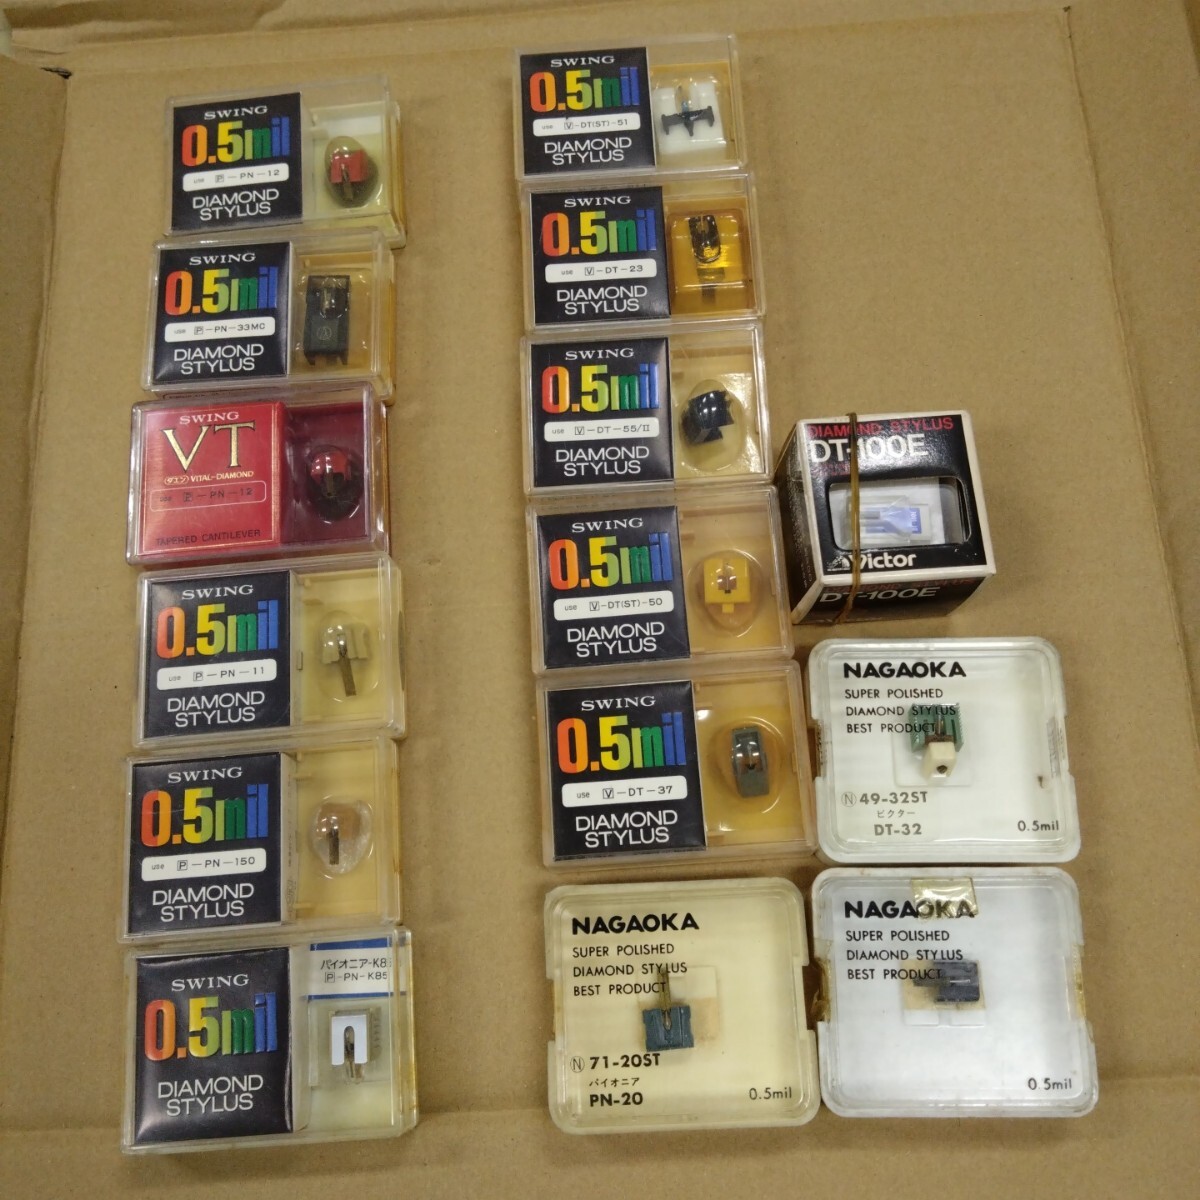 SWING
0.5mil
use P-PN-12
DIAMOND
STYLUS
SWING
0.5mil
use P-PN-33MC
DIAMOND
STYLUS
SWING
VT
VITAL-DIAMOND
use P-PN-12
TAPERED CANTILEVER
SWING
0.5mil
use P-PN-11
DIAMOND
STYLUS
SWING
0.5mil
use P-PN-150
DIAMOND
STYLUS
SWING
0.5mil
DIAMOND
STYLUS
パイオニア-K85
P-PN-K85
SWING
0.5mil
use V-DT(ST)-51
DIAMOND
STYLUS
SWING
0.5mil
use V-DT-23
DIAMOND
STYLUS
SWING
0.5mil
use V-DT-55/II
DIAMOND
STYLUS
SWING
0.5mil
use V-DT(ST)-50
DIAMOND
STYLUS
SWING
0.5mil
use V-DT-37
DIAMOND
STYLUS
DIAMOND STYLUS
DT-100E
Victor
DT-100E
NAGAOKA
SUPER POLISHED
DIAMOND STYLUS
BEST PRODUCT
N 49-32ST
ビクター
DT-32
0.5mil
NAGAOKA
SUPER POLISHED
DIAMOND STYLUS
BEST PRODUCT
N 71-20ST
パイオニア
PN-20
0.5mil
NAGAOKA
SUPER POLISHED
DIAMOND STYLUS
BEST PRODUCT
0.5mil